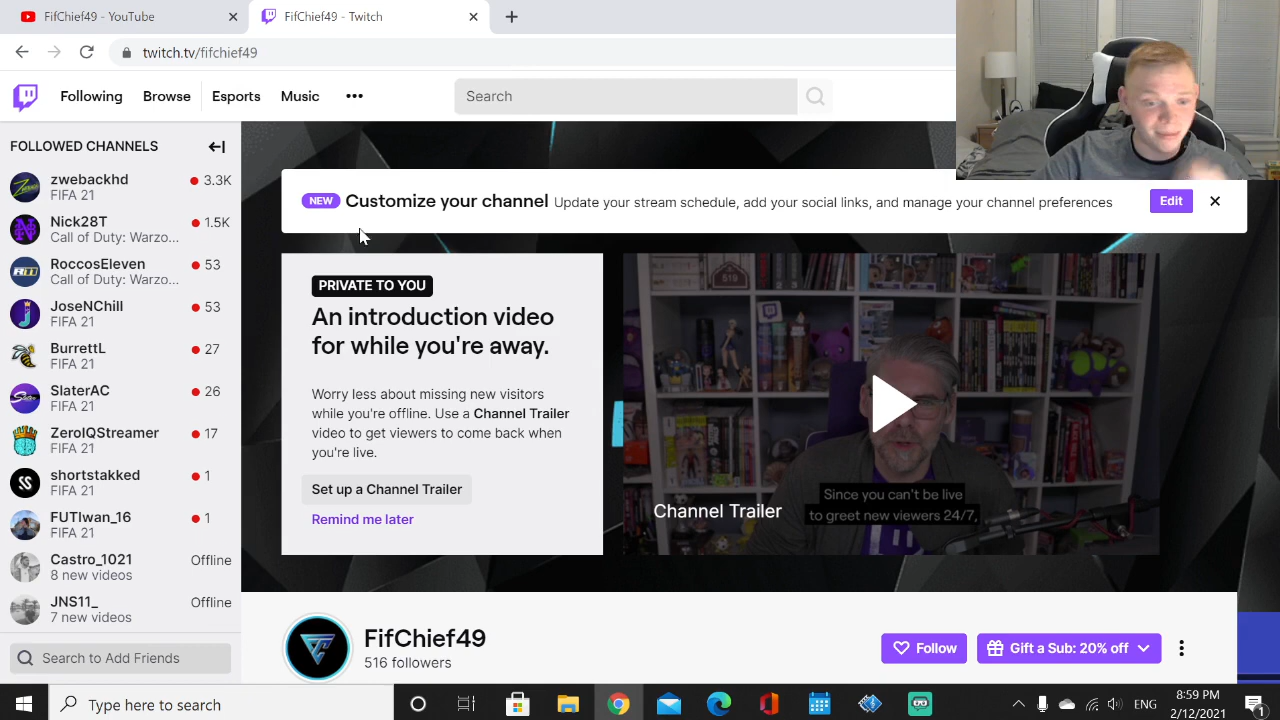 FifChief49 - YouTube
FifChief49 - Twitch
twitch.tv/fifchief49
Following
Browse
Esports
Music
Search
FOLLOWED CHANNELS
zwebackhd
3.3K
FIFA 21
Nick28T
1.5K
Call of Duty: Warzo...
RoccosEleven
53
Call of Duty: Warzo...
JoseNChill
53
FIFA 21
BurrettL
27
FIFA 21
SlaterAC
26
FIFA 21
ZeroIQStreamer
17
FIFA 21
shortstakked
1
FIFA 21
FUTIwan_16
1
FIFA 21
Castro_1021
Offline
8 new videos
JNS11_
Offline
7 new videos
Search to Add Friends
NEW Customize your channel Update your stream schedule, add your social links, and manage your channel preferences
Edit
PRIVATE TO YOU
An introduction video
for while you're away.
Worry less about missing new visitors
while you're offline. Use a Channel Trailer
video to get viewers to come back when
you're live.
Set up a Channel Trailer
Remind me later
Channel Trailer
Since you can't be live
to greet new viewers 24/7,
FifChief49
516 followers
Follow
Gift a Sub: 20% off
Type here to search
ENG
8:59 PM
2/12/2021
1